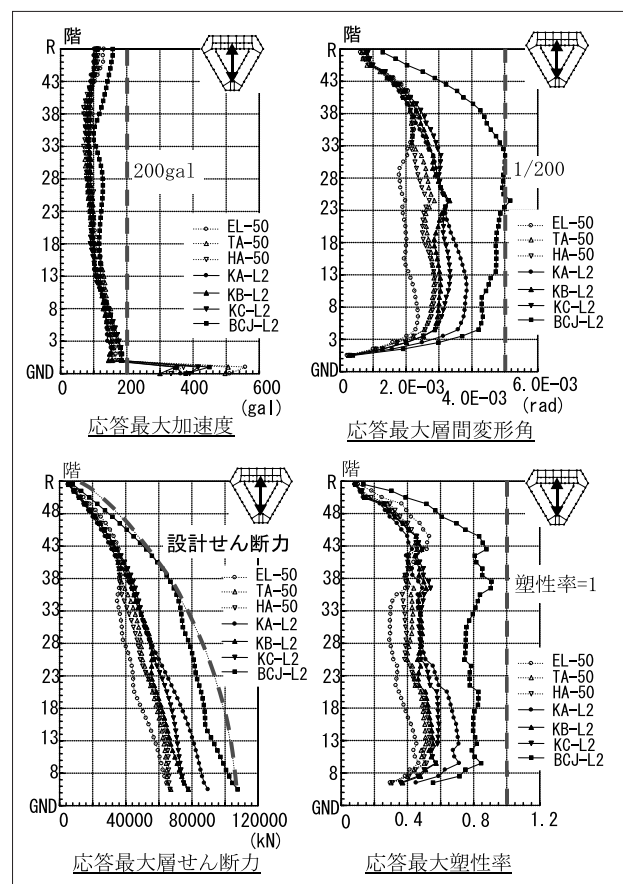 階
R
43
38
33
28
23
18
13
8
3
GND
200gal
EL-50
TA-50
HA-50
KA-L2
KB-L2
KC-L2
BCJ-L2
0 200 400 600
(gal)
応答最大加速度
階
R
43
38
33
28
23
18
13
8
3
GND
1/200
EL-50
TA-50
HA-50
KA-L2
KB-L2
KC-L2
BCJ-L2
0 2.0E-03 4.0E-03 6.0E-03
(rad)
応答最大層間変形角
階
R
48
43
38
33
28
23
18
13
8
GND
設計せん断力
EL-50
TA-50
HA-50
KA-L2
KB-L2
KC-L2
BCJ-L2
0 40000 80000 120000
(kN)
応答最大層せん断力
階
R
48
43
38
33
28
23
18
13
8
GND
塑性率=1
EL-50
TA-50
HA-50
KA-L2
KB-L2
KC-L2
BCJ-L2
0 0.4 0.8 1.2
応答最大塑性率